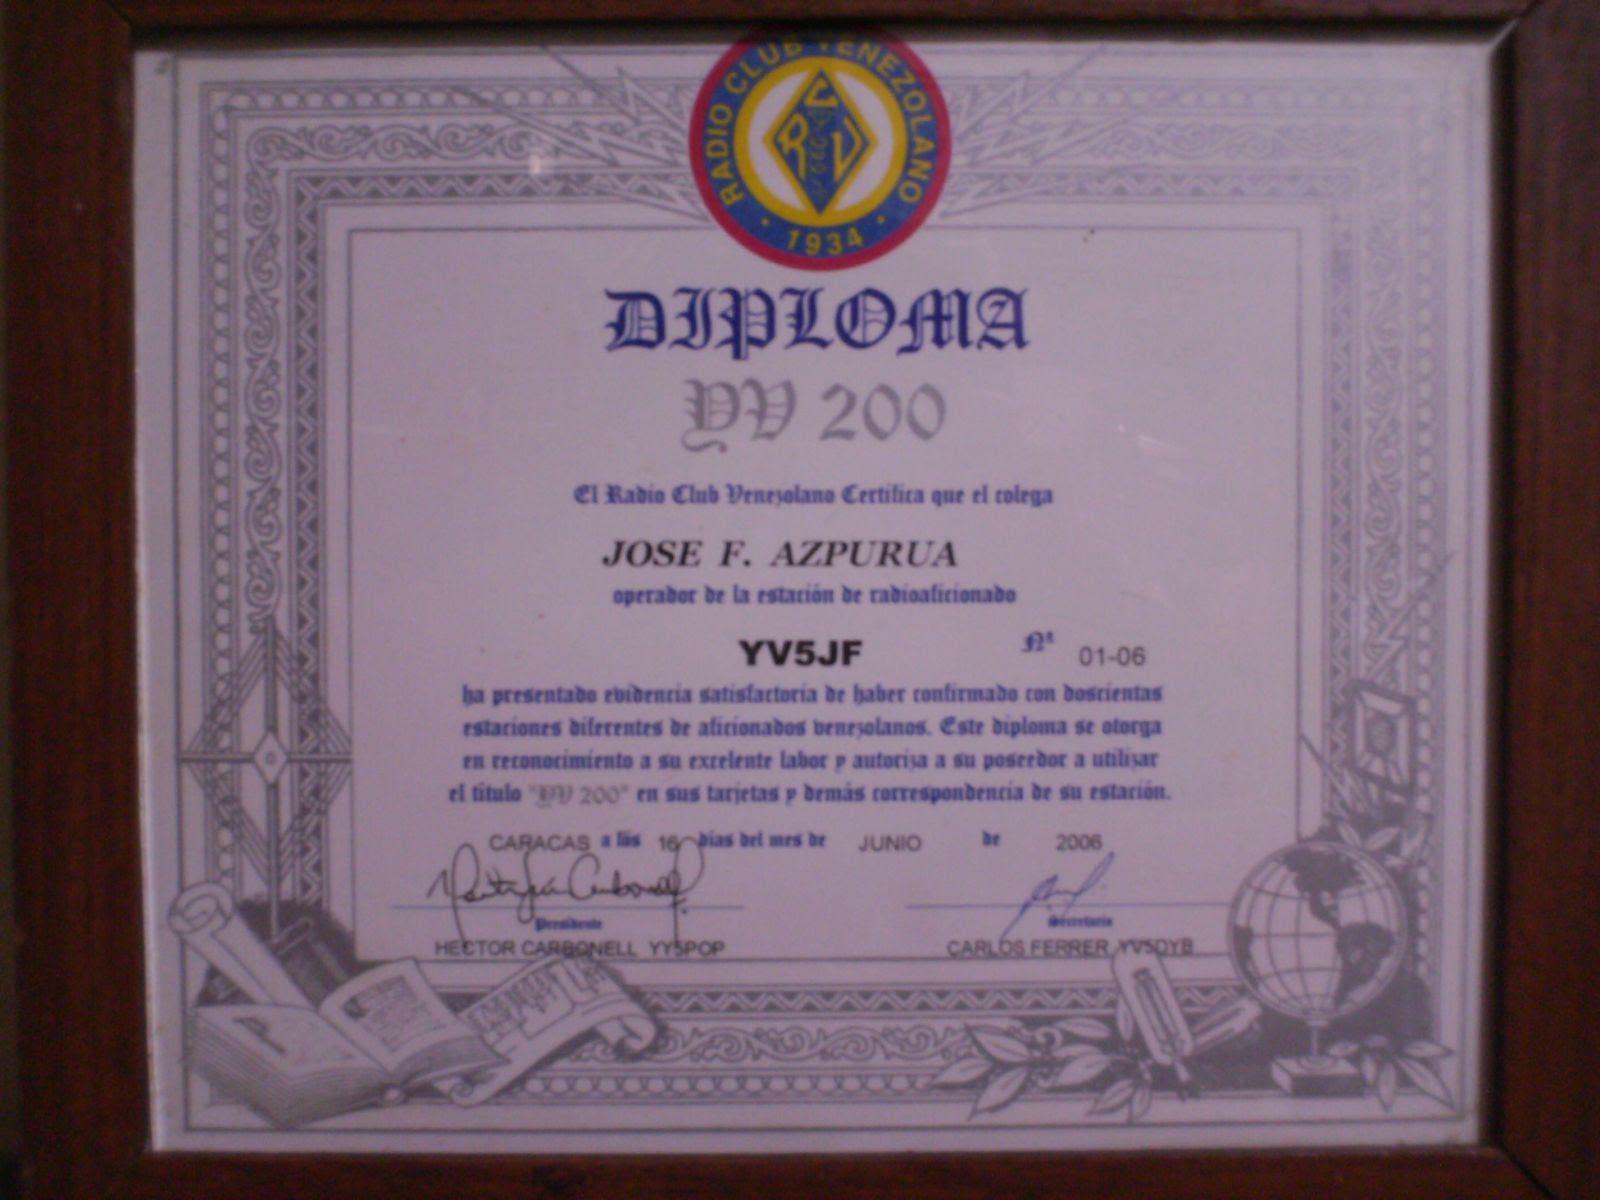 RADIO CLUB VENEZOLANO
R C V
1934
DIPLOMA
YV 200
El Radio Club Venezolano Certifica que el colega
JOSE F. AZPURUA
operador de la estación de radioaficionado
YV5JF Nº 01-06
ha presentado evidencia satisfactoria de haber confirmado con doscientas
estaciones diferentes de aficionados venezolanos. Este diploma se otorga
en reconocimiento a su excelente labor y autoriza a su poseedor a utilizar
el título "YV 200" en sus tarjetas y demás correspondencia de su estación.
CARACAS a los 16 días del mes de JUNIO de 2006
Presidente Secretario
HECTOR CARBONELL YY5POP CARLOS FERRER YV5DYB